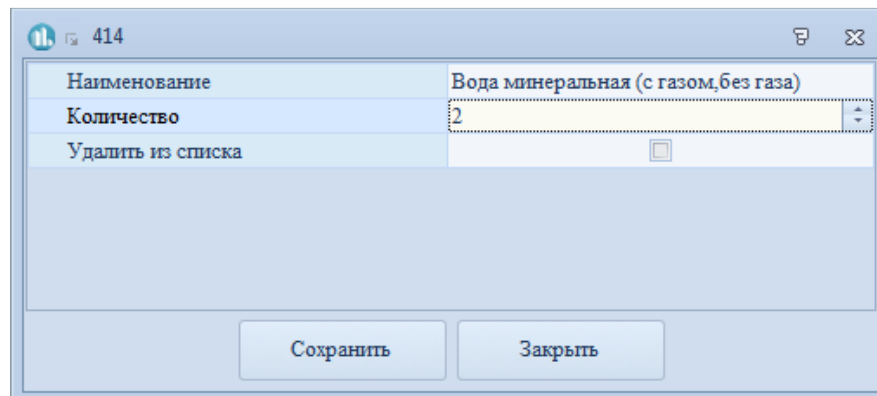 414
Наименование Вода минеральная (с газом,без газа)
Количество 2
Удалить из списка
Сохранить Закрыть